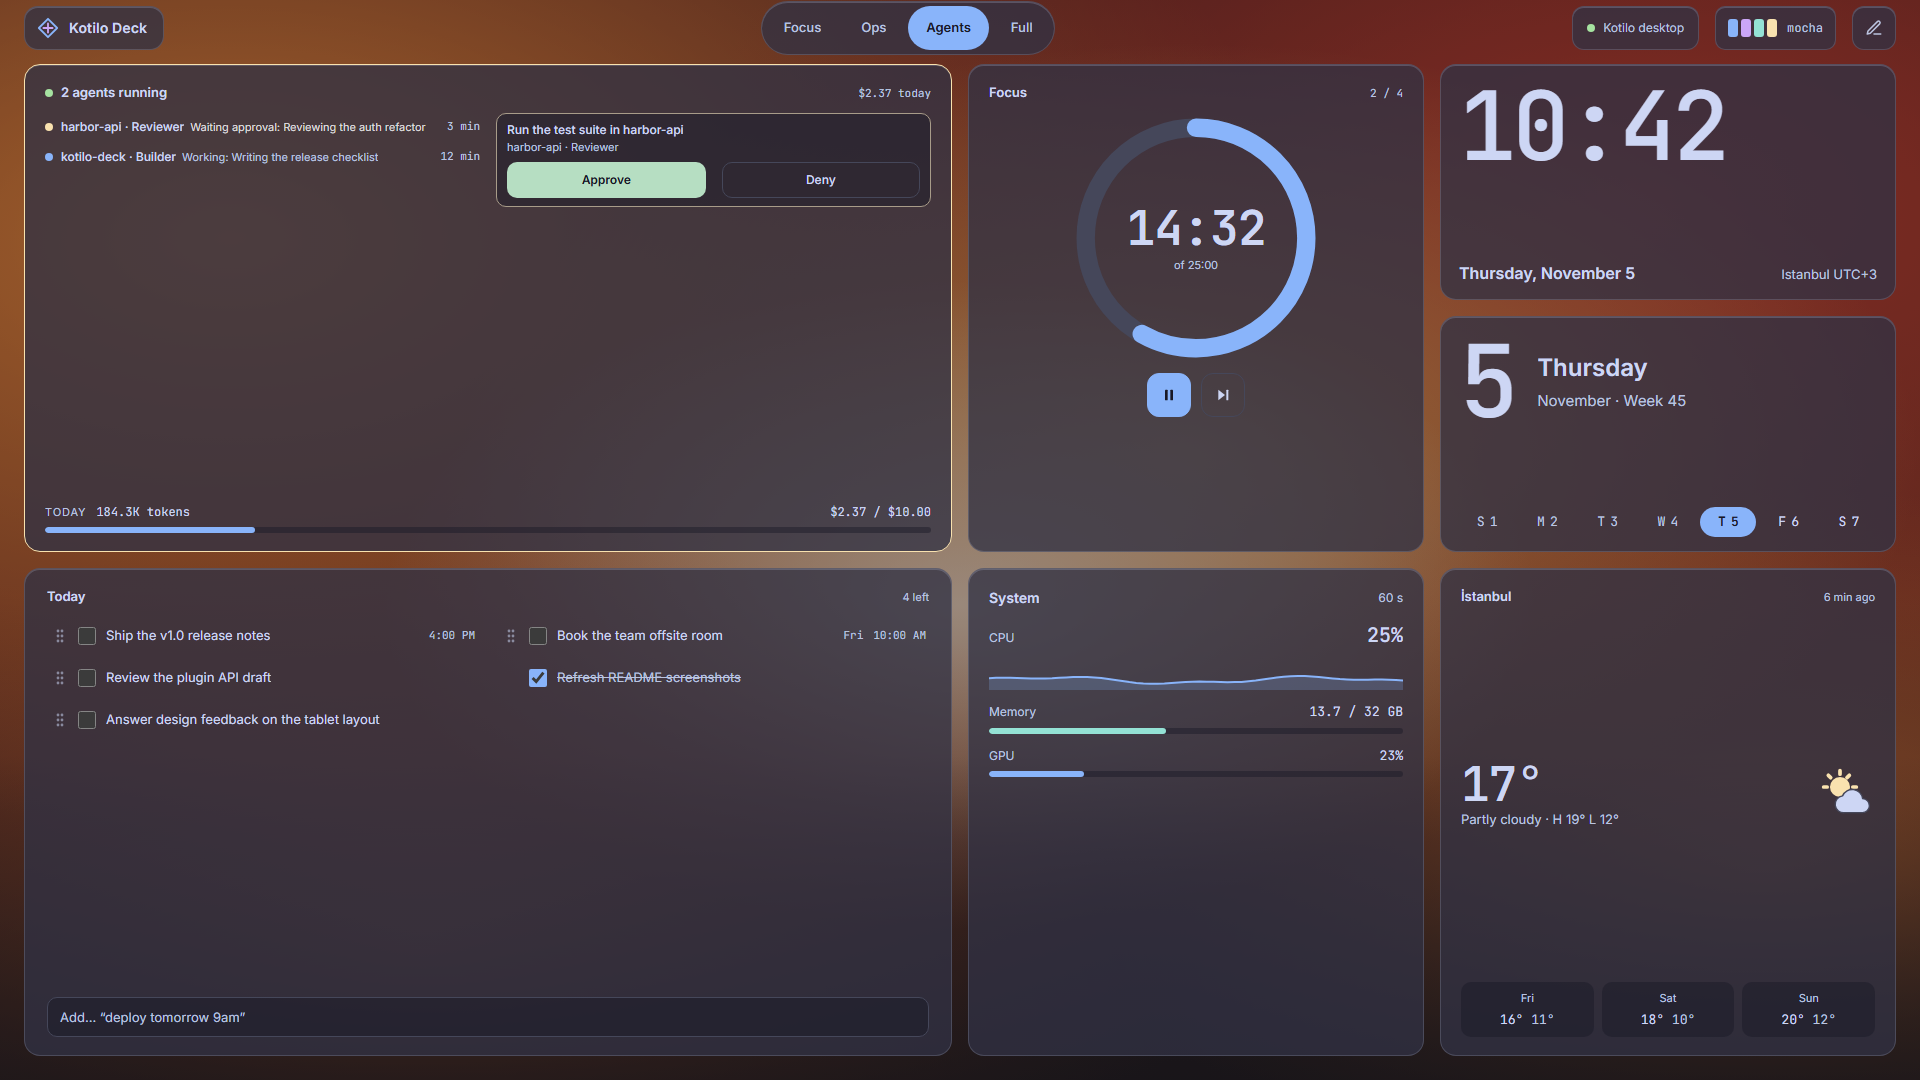 Kotilo Deck
Focus
Ops
Agents
Full
Kotilo desktop
mocha
2 agents running
$2.37 today
harbor-api · Reviewer Waiting approval: Reviewing the auth refactor 3 min
kotilo-deck · Builder Working: Writing the release checklist 12 min
Run the test suite in harbor-api
harbor-api · Reviewer
Approve
Deny
TODAY 184.3K tokens
$2.37 / $10.00
Focus
2 / 4
14:32
of 25:00
10:42
Thursday, November 5
Istanbul UTC+3
5
Thursday
November · Week 45
S 1
M 2
T 3
W 4
T 5
F 6
S 7
Today
4 left
Ship the v1.0 release notes 4:00 PM
Review the plugin API draft
Answer design feedback on the tablet layout
Book the team offsite room Fri 10:00 AM
Refresh README screenshots
Add... “deploy tomorrow 9am”
System
60 s
CPU
25%
Memory
13.7 / 32 GB
GPU
23%
İstanbul
6 min ago
17°
Partly cloudy · H 19° L 12°
Fri
16° 11°
Sat
18° 10°
Sun
20° 12°